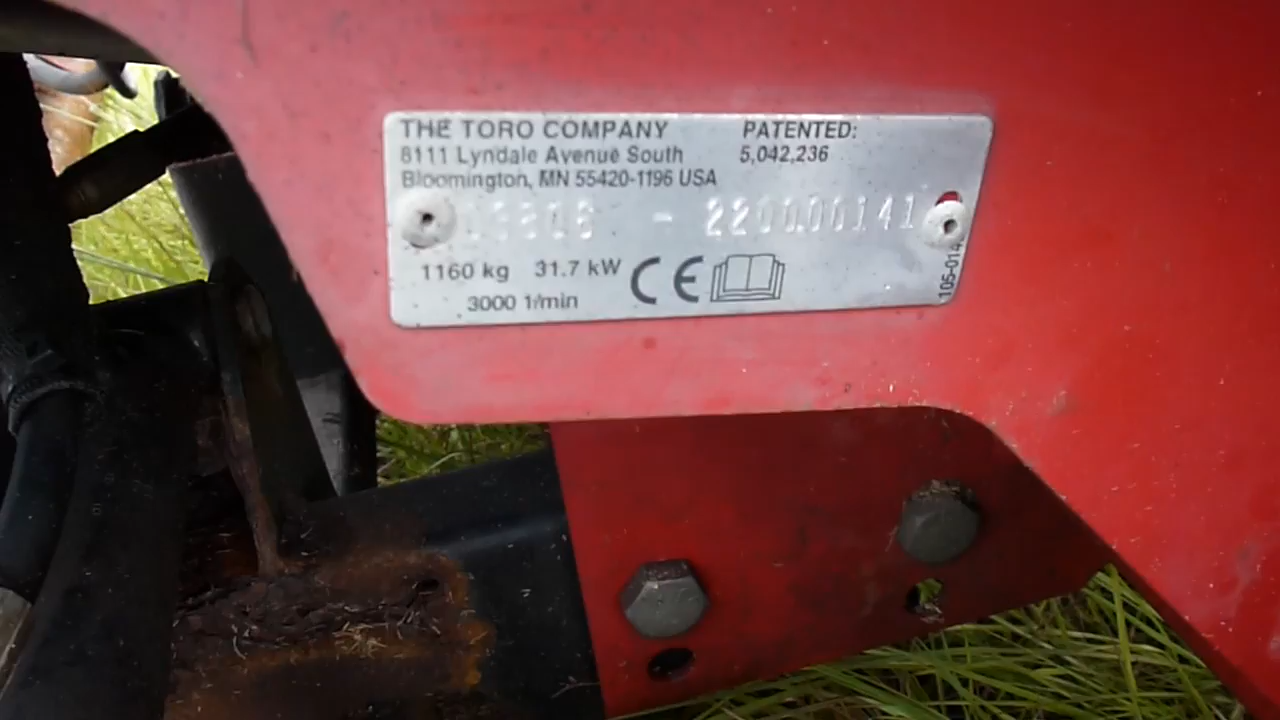 THE TORO COMPANY
8111 Lyndale Avenue South
Bloomington, MN 55420-1196 USA
PATENTED:
5,042,236
- 220000141
1160 kg 31.7 kW
3000 1/min
CE